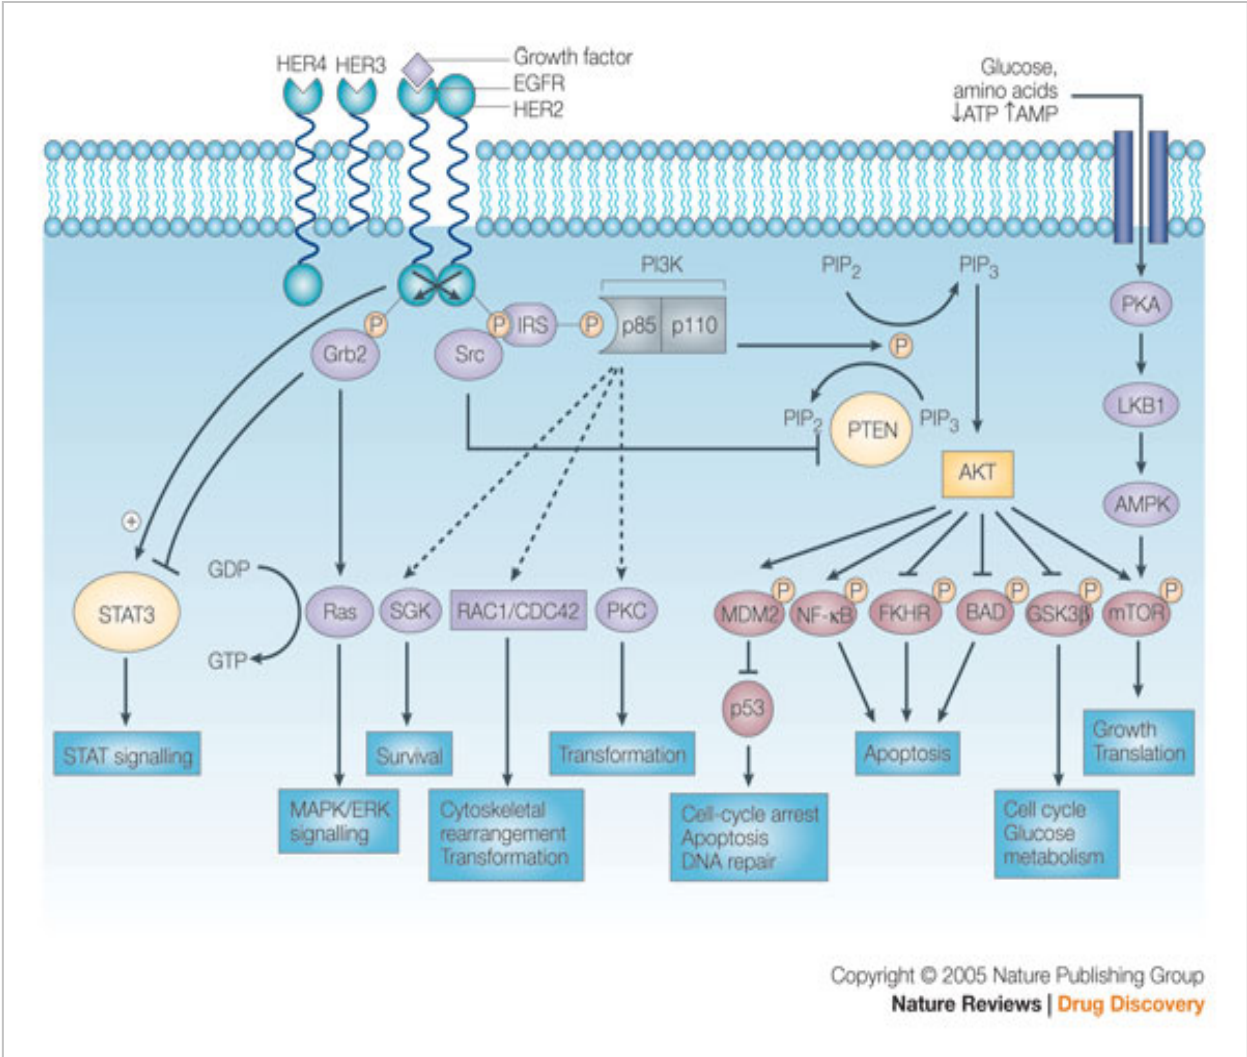 HER4
HER3
Growth factor
EGFR
HER2
Glucose,
amino acids
↓ATP ↑AMP
PI3K
PIP2
PIP3
P
Grb2
P
Src
IRS
P
p85
p110
P
PKA
PIP2
PTEN
PIP3
LKB1
AKT
AMPK
+
GDP
GTP
STAT3
Ras
SGK
RAC1/CDC42
PKC
MDM2
P
NF-κB
P
FKHR
P
BAD
P
GSK3β
P
mTOR
P
p53
STAT signalling
Survival
Transformation
Apoptosis
Growth
Translation
MAPK/ERK
signalling
Cytoskeletal
rearrangement
Transformation
Cell-cycle arrest
Apoptosis
DNA repair
Cell cycle
Glucose
metabolism
Copyright © 2005 Nature Publishing Group
Nature Reviews | Drug Discovery